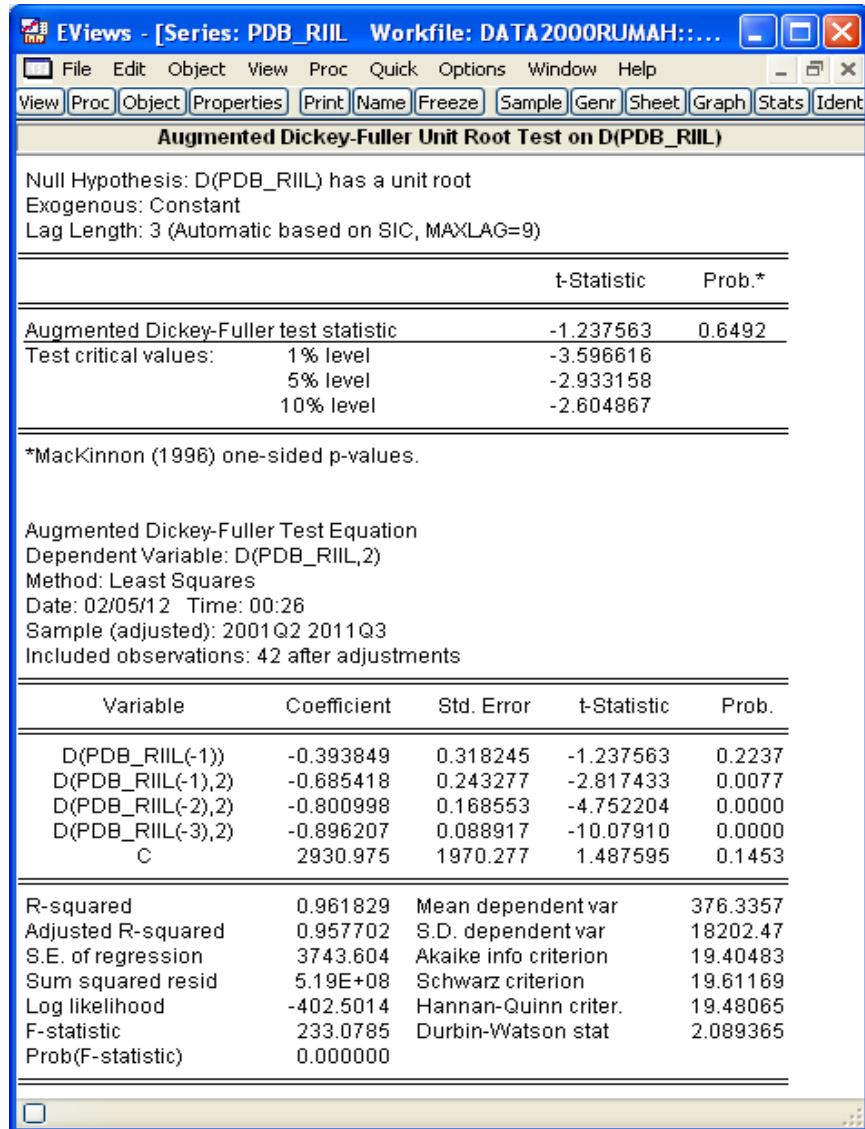 EViews - [Series: PDB_RIIL Workfile: DATA2000RUMAH::...
File Edit Object View Proc Quick Options Window Help
View Proc Object Properties Print Name Freeze Sample Genr Sheet Graph Stats Ident
Augmented Dickey-Fuller Unit Root Test on D(PDB_RIIL)
Null Hypothesis: D(PDB_RIIL) has a unit root
Exogenous: Constant
Lag Length: 3 (Automatic based on SIC, MAXLAG=9)
t-Statistic Prob.*
Augmented Dickey-Fuller test statistic -1.237563 0.6492
Test critical values: 1% level -3.596616
5% level -2.933158
10% level -2.604867
*MacKinnon (1996) one-sided p-values.
Augmented Dickey-Fuller Test Equation
Dependent Variable: D(PDB_RIIL,2)
Method: Least Squares
Date: 02/05/12 Time: 00:26
Sample (adjusted): 2001Q2 2011Q3
Included observations: 42 after adjustments
Variable Coefficient Std. Error t-Statistic Prob.
D(PDB_RIIL(-1)) -0.393849 0.318245 -1.237563 0.2237
D(PDB_RIIL(-1),2) -0.685418 0.243277 -2.817433 0.0077
D(PDB_RIIL(-2),2) -0.800998 0.168553 -4.752204 0.0000
D(PDB_RIIL(-3),2) -0.896207 0.088917 -10.07910 0.0000
C 2930.975 1970.277 1.487595 0.1453
R-squared 0.961829 Mean dependent var 376.3357
Adjusted R-squared 0.957702 S.D. dependent var 18202.47
S.E. of regression 3743.604 Akaike info criterion 19.40483
Sum squared resid 5.19E+08 Schwarz criterion 19.61169
Log likelihood -402.5014 Hannan-Quinn criter. 19.48065
F-statistic 233.0785 Durbin-Watson stat 2.089365
Prob(F-statistic) 0.000000